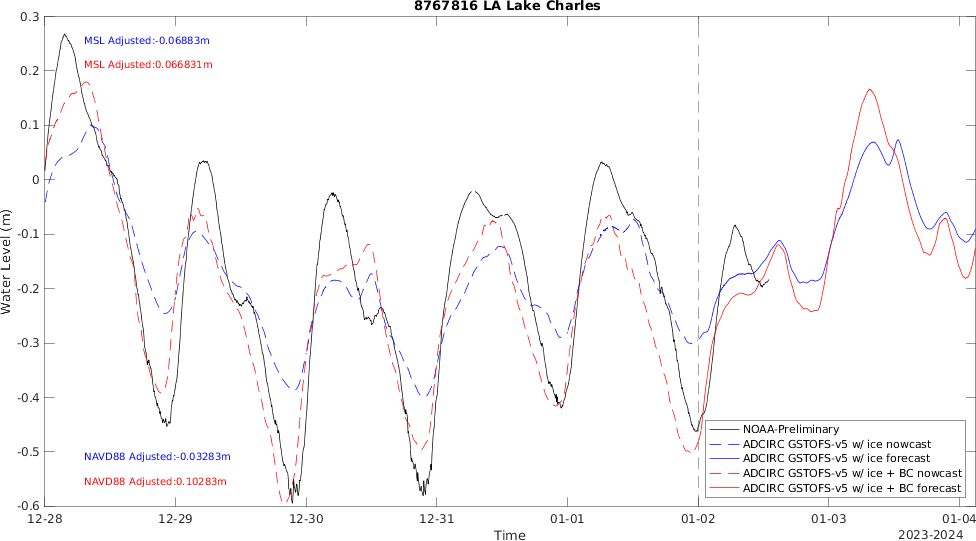 8767816 LA Lake Charles
MSL Adjusted:-0.06883m
MSL Adjusted:0.066831m
0.3
0.2
0.1
0
-0.1
-0.2
-0.3
-0.4
-0.5
-0.6
Water Level (m)
NAVD88 Adjusted:-0.03283m
NAVD88 Adjusted:0.10283m
NOAA-Preliminary
ADCIRC GSTOFS-v5 w/ ice nowcast
ADCIRC GSTOFS-v5 w/ ice forecast
ADCIRC GSTOFS-v5 w/ ice + BC nowcast
ADCIRC GSTOFS-v5 w/ ice + BC forecast
12-28 12-29 12-30 12-31 01-01 01-02 01-03 01-04
Time
2023-2024